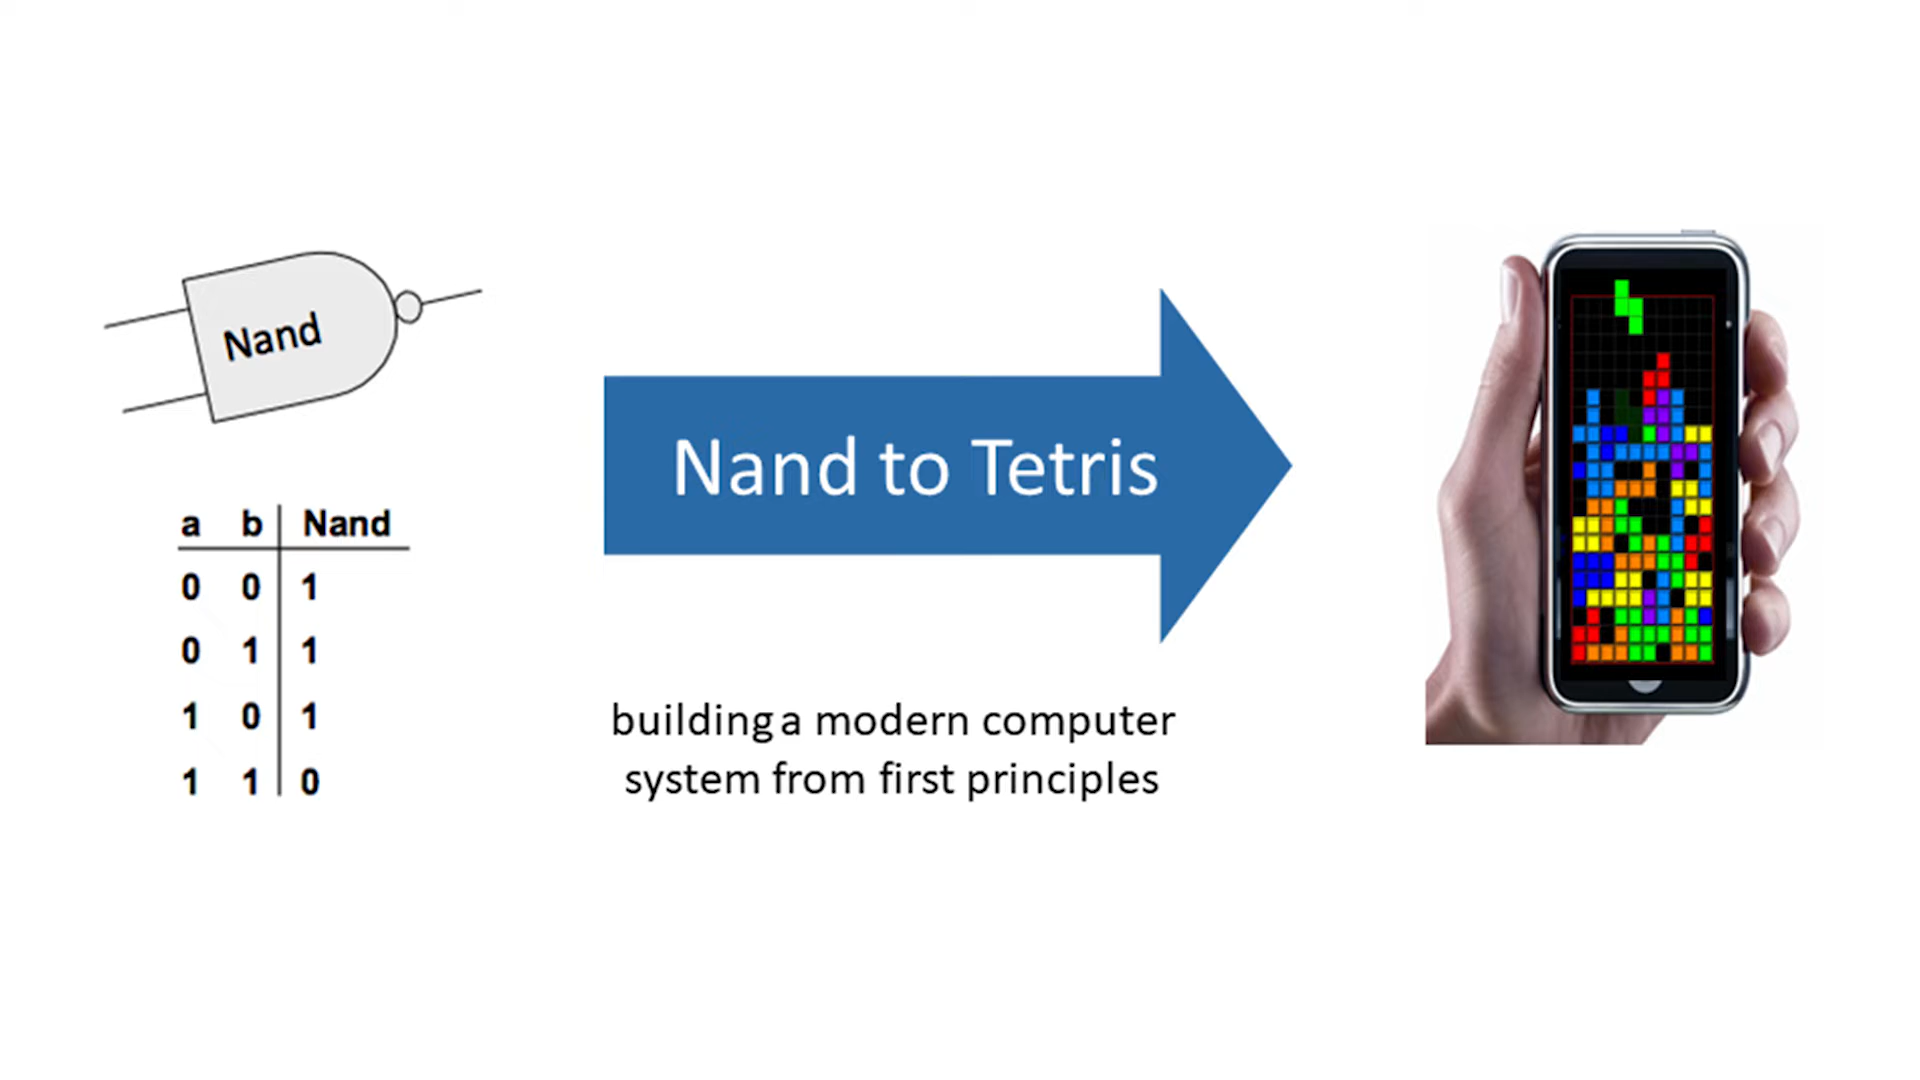 Nand
a b Nand
0 0 1
0 1 1
1 0 1
1 1 0
Nand to Tetris
building a modern computer
system from first principles